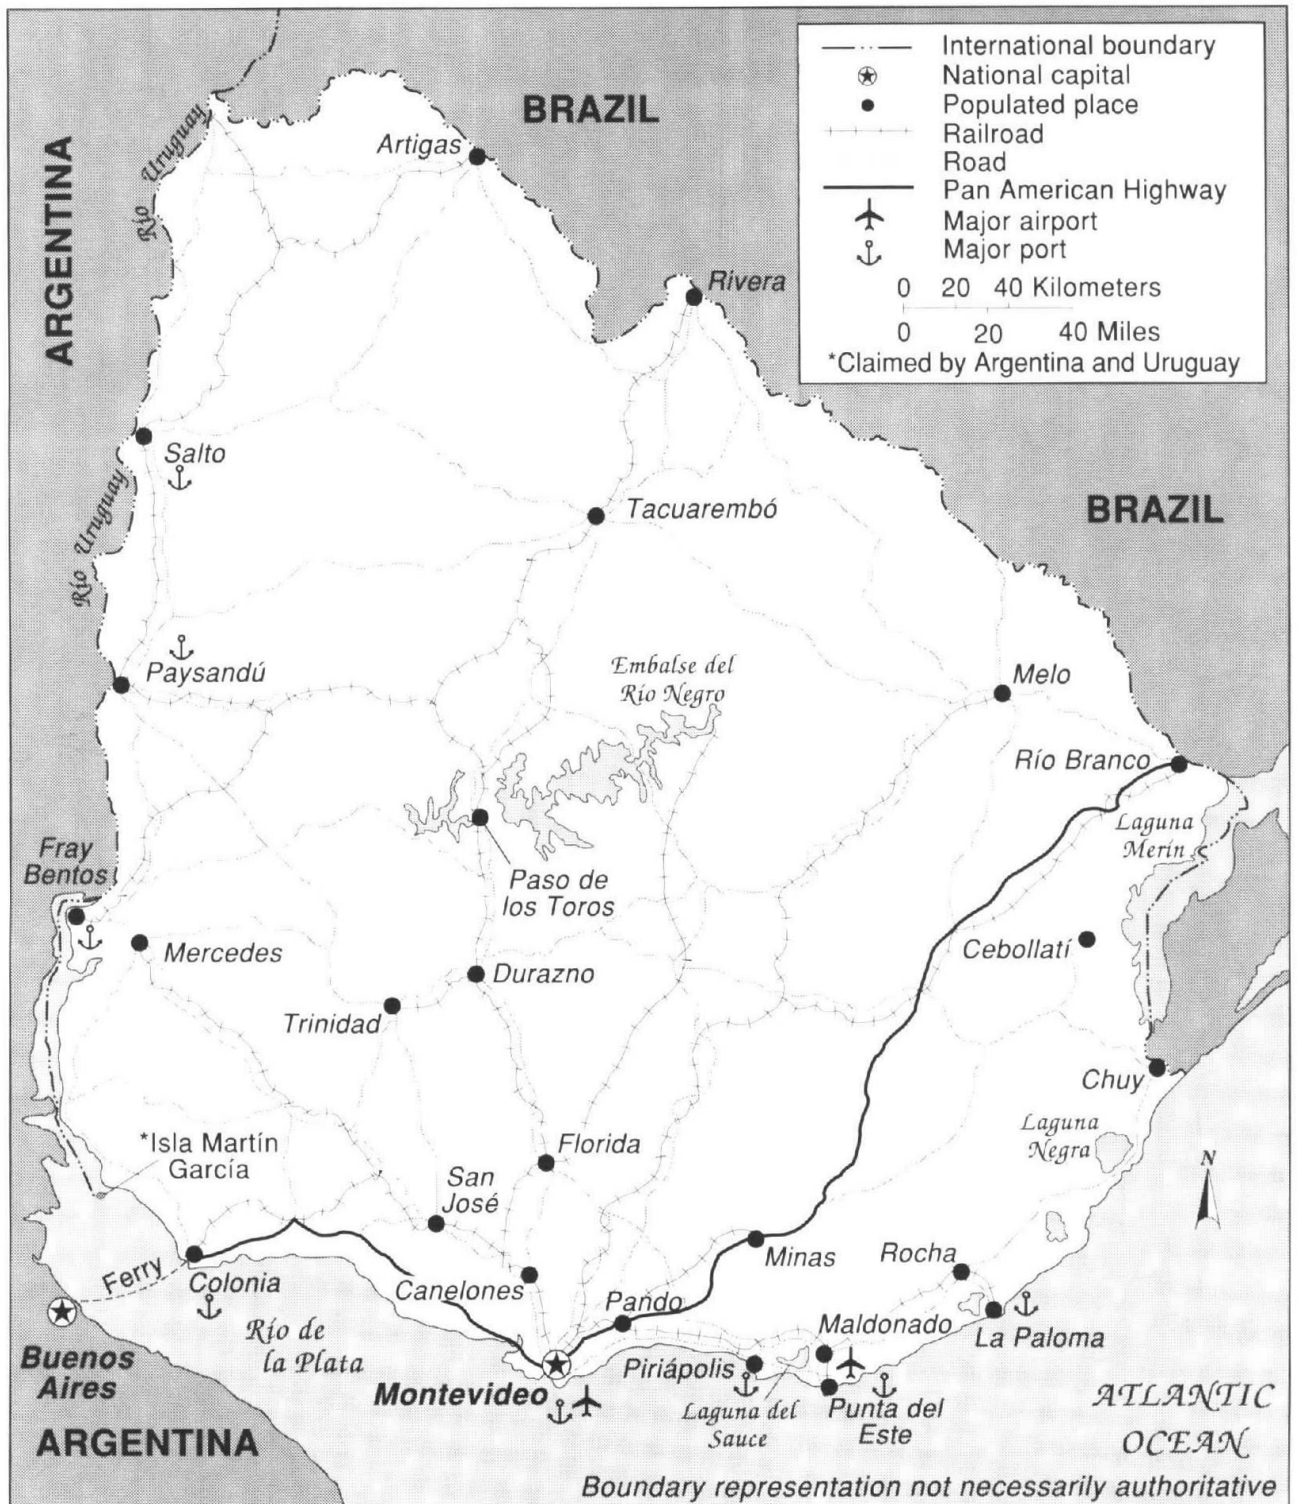 International boundary
National capital
Populated place
Railroad
Road
Pan American Highway
Major airport
Major port
0 20 40 Kilometers
0 20 40 Miles
*Claimed by Argentina and Uruguay
BRAZIL
ARGENTINA
Río Uruguay
Artigas
Rivera
Salto
Río Uruguay
Tacuarembó
BRAZIL
Paysandú
Embalse del
Río Negro
Melo
Río Branco
Laguna
Merín
Fray
Bentos
Paso de
los Toros
Mercedes
Cebollatí
Durazno
Trinidad
Chuy
*Isla Martín
García
Florida
Laguna
Negra
N
San
José
Minas
Rocha
Ferry
Colonia
Canelones
Pando
Maldonado
La Paloma
Río de
la Plata
Buenos
Aires
Piriápolis
Montevideo
Laguna del
Sauce
Punta del
Este
ATLANTIC
OCEAN
ARGENTINA
Boundary representation not necessarily authoritative